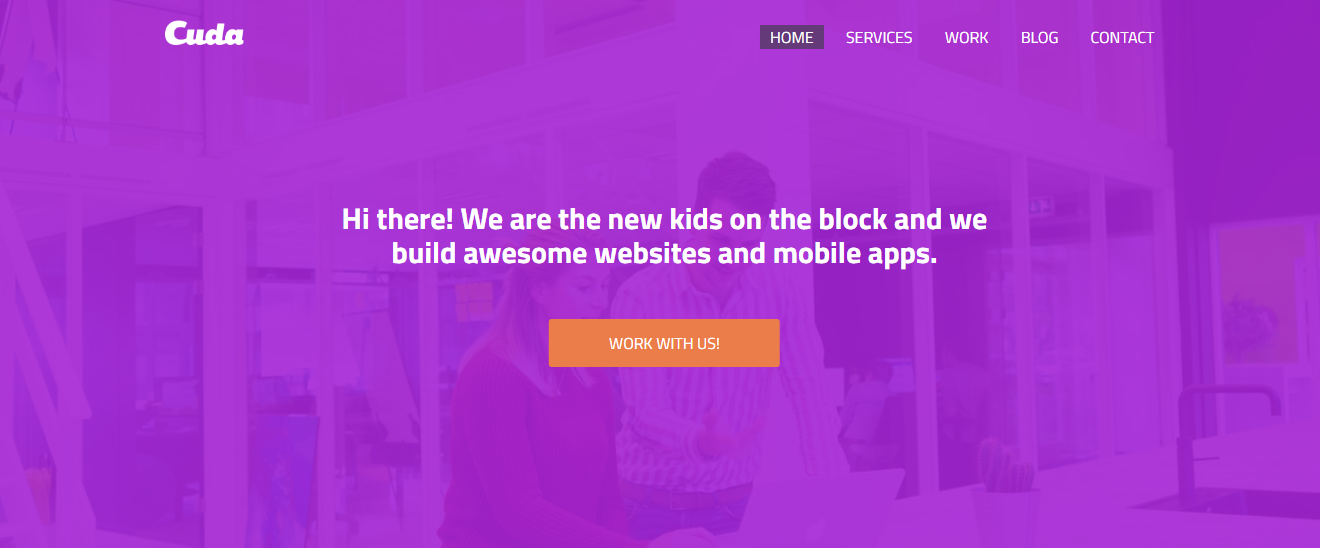 Cuda
HOME SERVICES WORK BLOG CONTACT
Hi there! We are the new kids on the block and we
build awesome websites and mobile apps.
WORK WITH US!